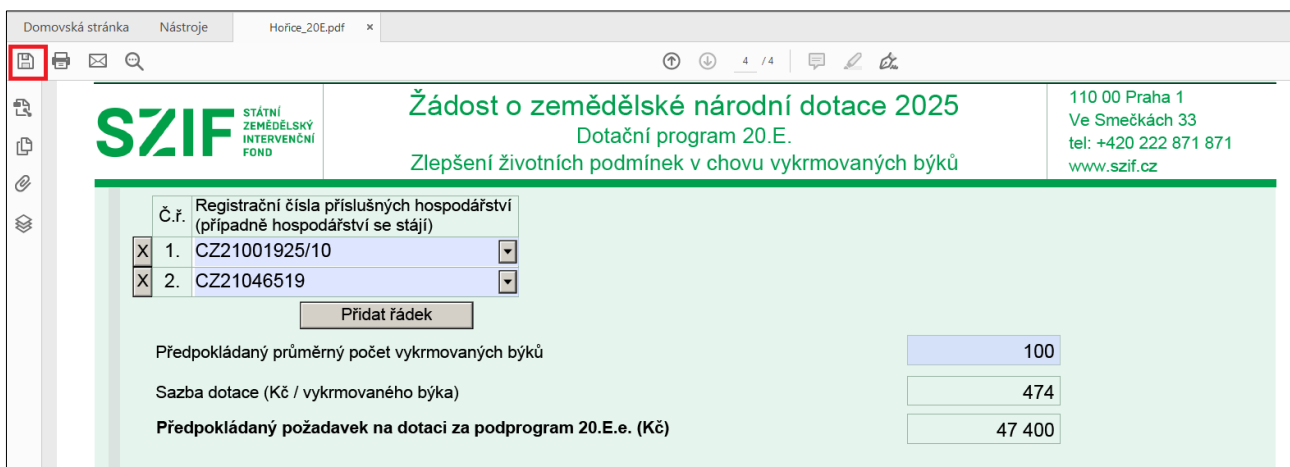 Domovská stránka Nástroje Hořice_20E.pdf ×
4 / 4
SZIF
STÁTNÍ
ZEMĚDĚLSKÝ
INTERVENČNÍ
FOND
Žádost o zemědělské národní dotace 2025
Dotační program 20.E.
Zlepšení životních podmínek v chovu vykrmovaných býků
110 00 Praha 1
Ve Smečkách 33
tel: +420 222 871 871
www.szif.cz
Č.ř. Registrační čísla příslušných hospodářství
(případně hospodářství se stájí)
X 1. CZ21001925/10
X 2. CZ21046519
Přidat řádek
Předpokládaný průměrný počet vykrmovaných býků 100
Sazba dotace (Kč / vykrmovaného býka) 474
Předpokládaný požadavek na dotaci za podprogram 20.E.e. (Kč) 47 400